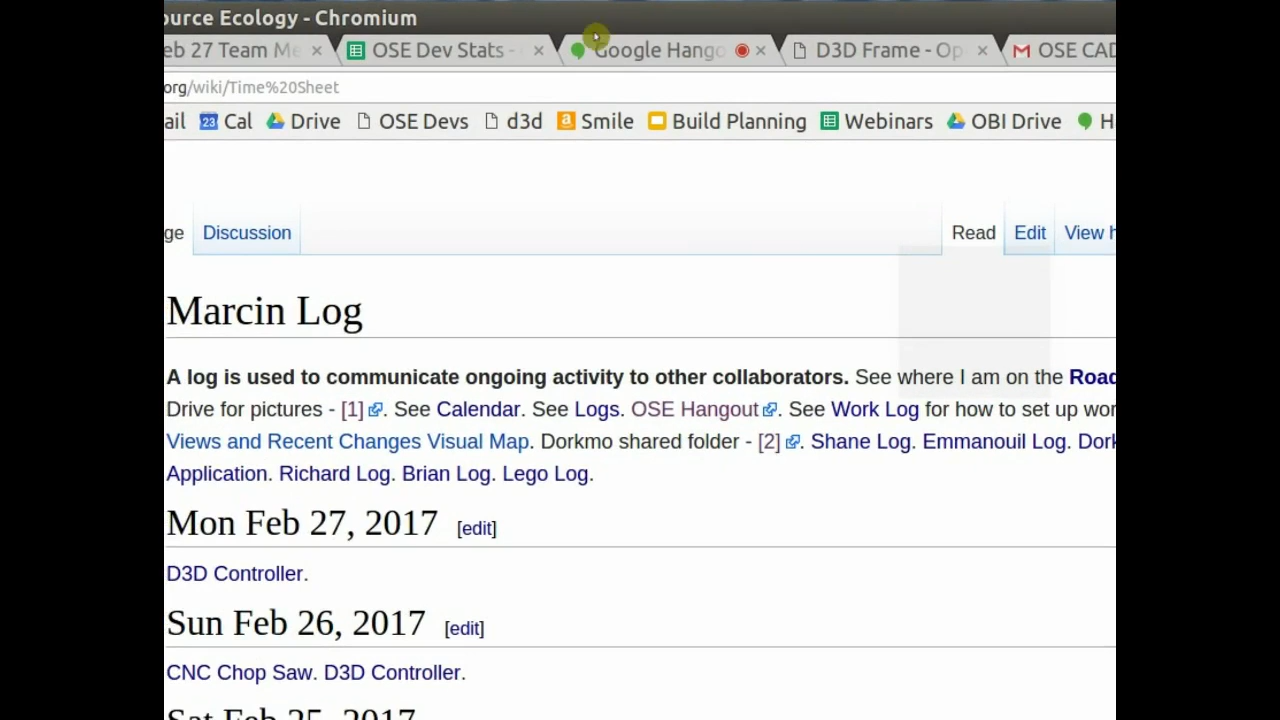 ource Ecology - Chromium
eb 27 Team Me OSE Dev Stats - Google Hango D3D Frame - Op OSE CAD
org/wiki/Time%20Sheet
ail 23 Cal Drive OSE Devs d3d a Smile Build Planning Webinars OBI Drive H
ge Discussion Read Edit View h
Marcin Log
A log is used to communicate ongoing activity to other collaborators. See where I am on the Road
Drive for pictures - [1]. See Calendar. See Logs. OSE Hangout. See Work Log for how to set up wor
Views and Recent Changes Visual Map. Dorkmo shared folder - [2]. Shane Log. Emmanouil Log. Dork
Application. Richard Log. Brian Log. Lego Log.
Mon Feb 27, 2017 [edit]
D3D Controller.
Sun Feb 26, 2017 [edit]
CNC Chop Saw. D3D Controller.
Sat Feb 25, 2017